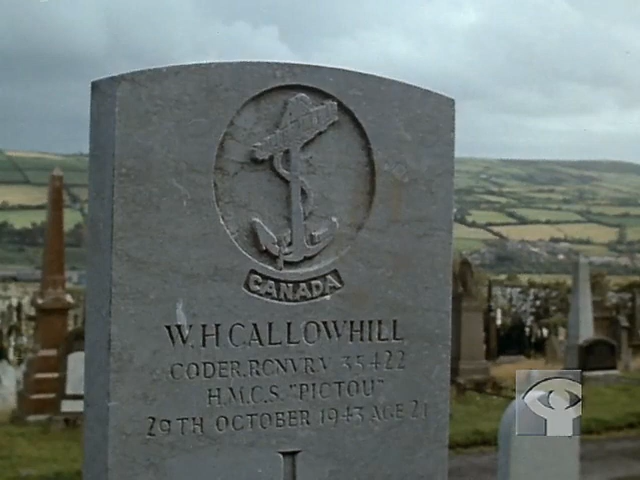 CANADA
W. H CALLOWHILL
CODER. RCNVR V 35422
H.M.C.S. "PICTOU"
29TH OCTOBER 1943 AGE 21